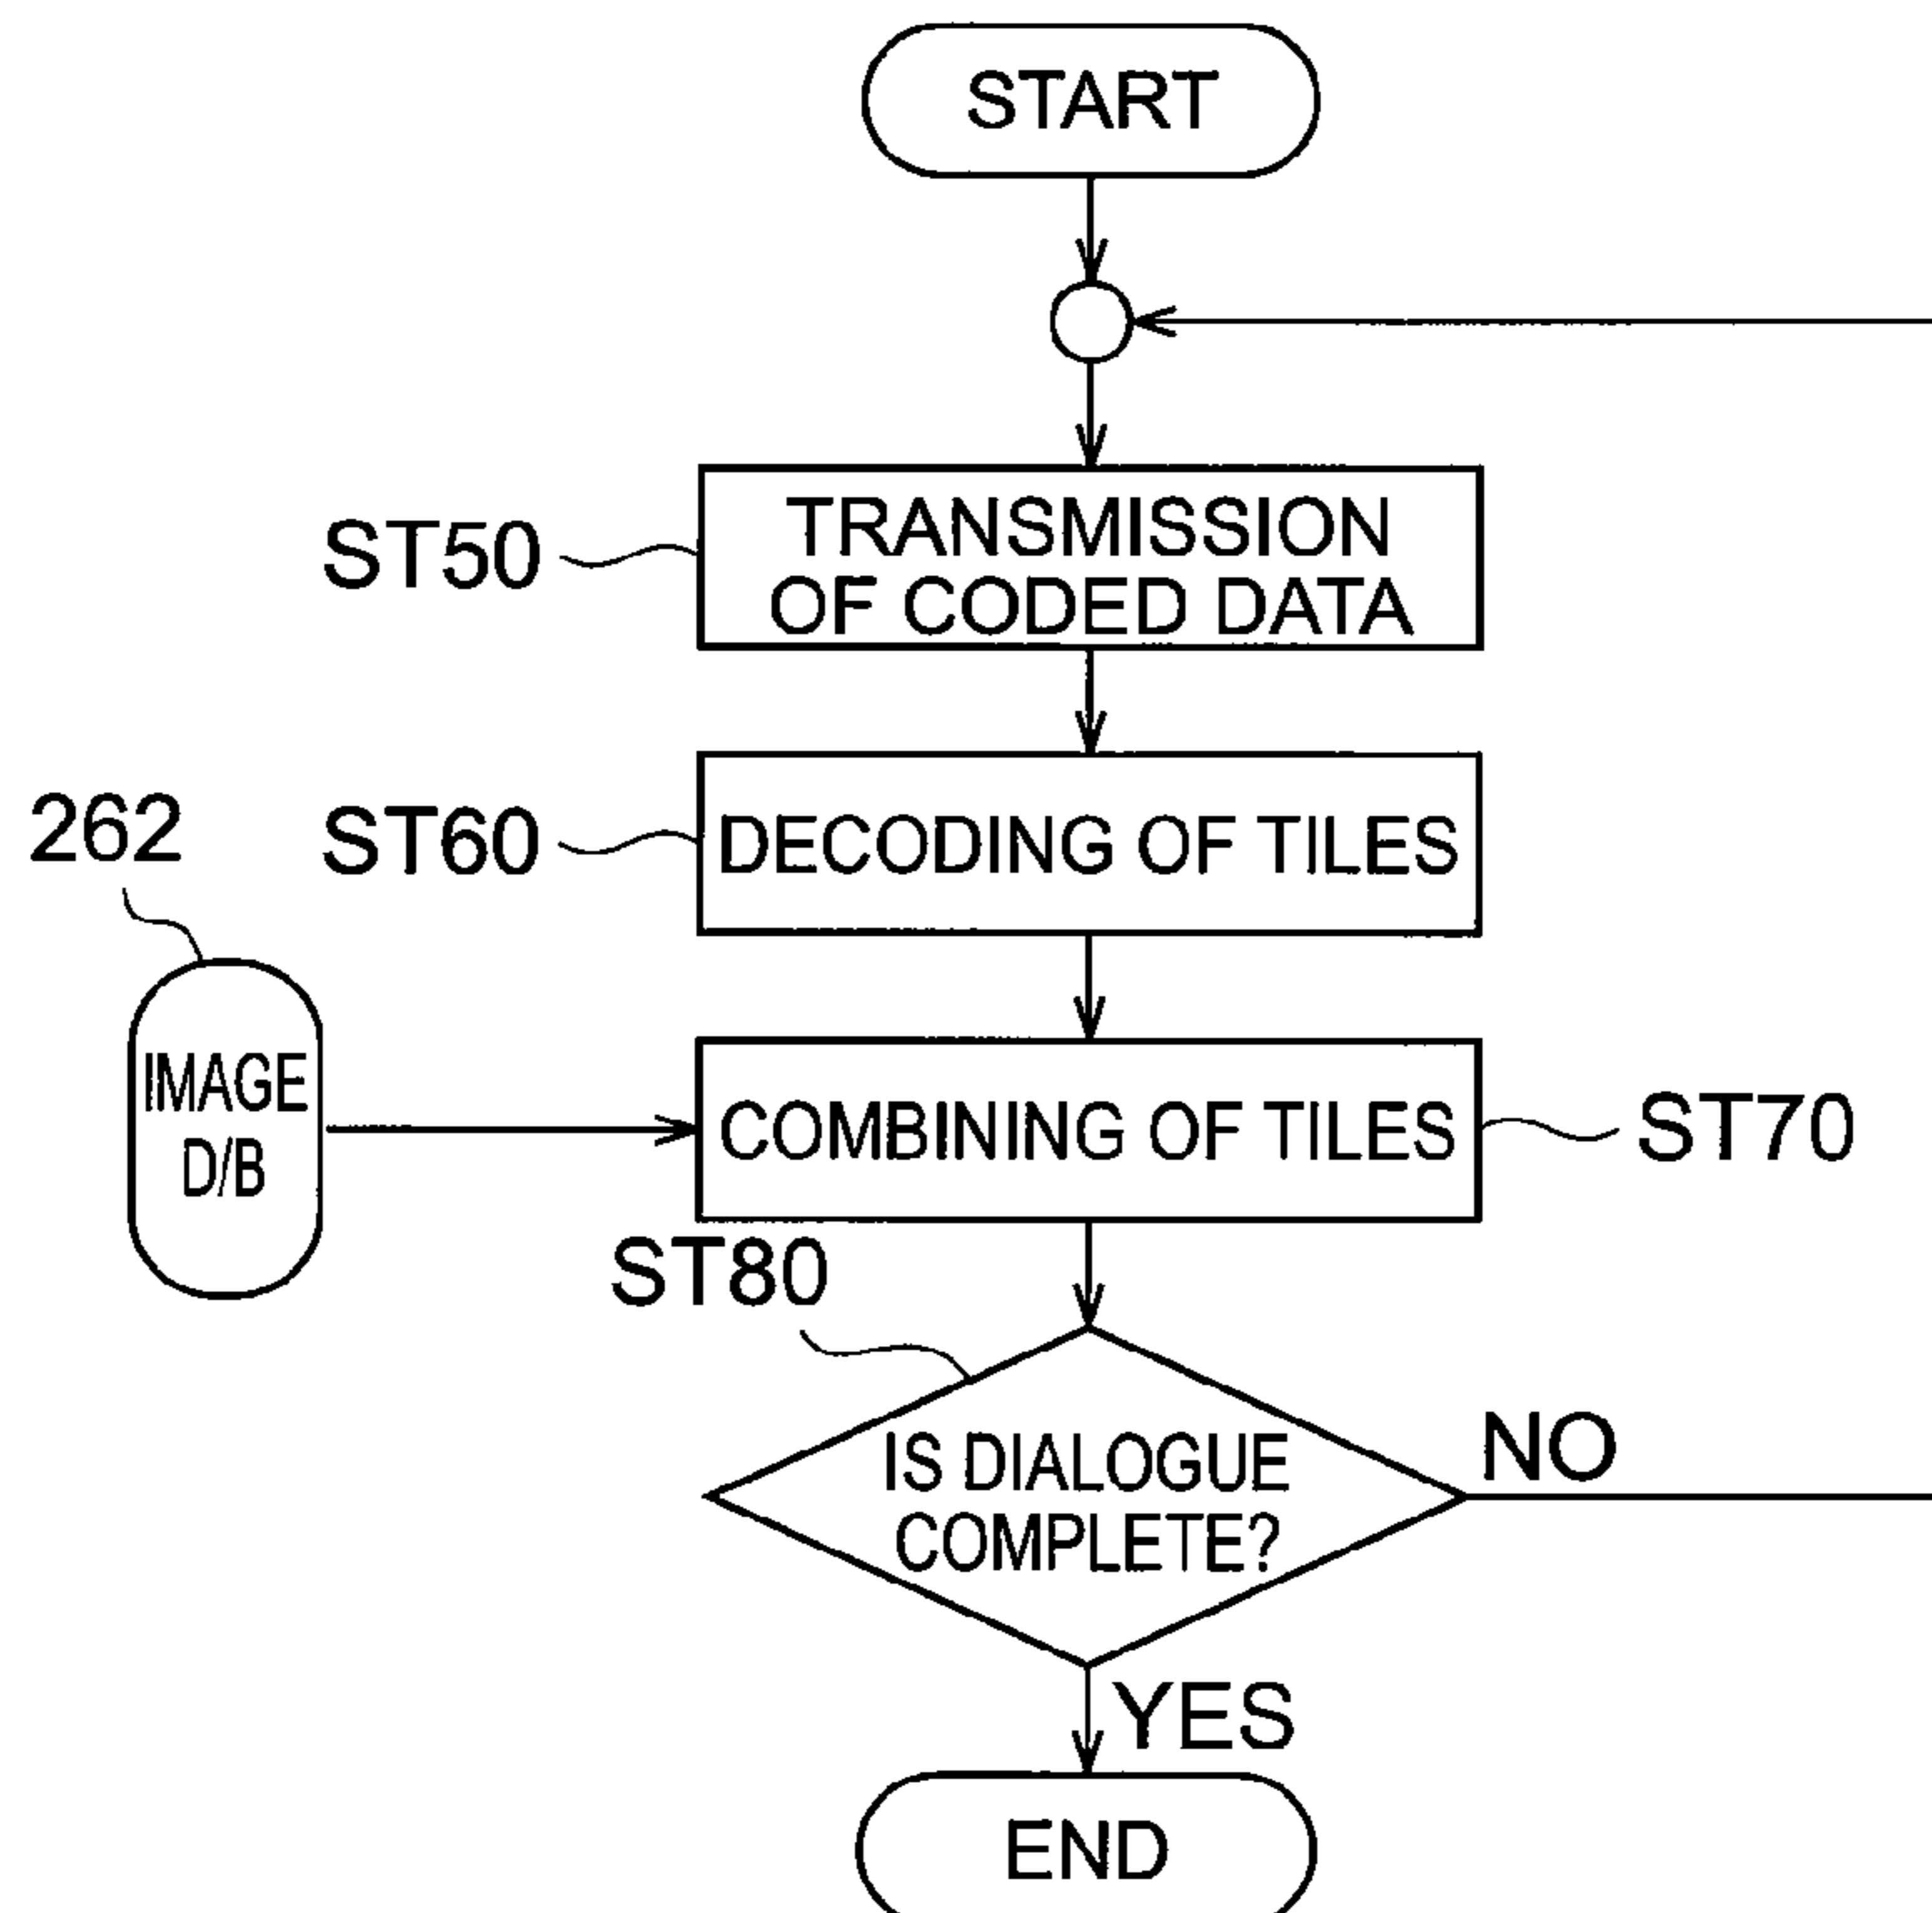 START
ST50
TRANSMISSION
OF CODED DATA
262
ST60
DECODING OF TILES
IMAGE
D/B
COMBINING OF TILES
ST70
ST80
IS DIALOGUE
COMPLETE?
NO
YES
END